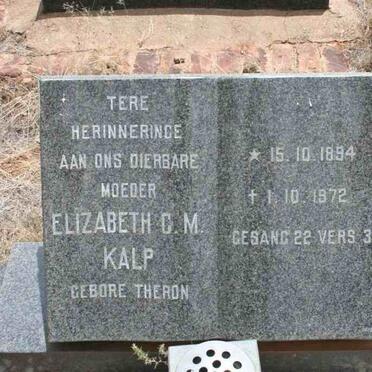 TERE
HERINNERINGE
AAN ONS DIERBARE
MOEDER
ELIZABETH C. M.
KALP
GEBORE THERON
★ 15. 10. 1894
✝ 1. 10. 1972
GESANG 22 VERS 3